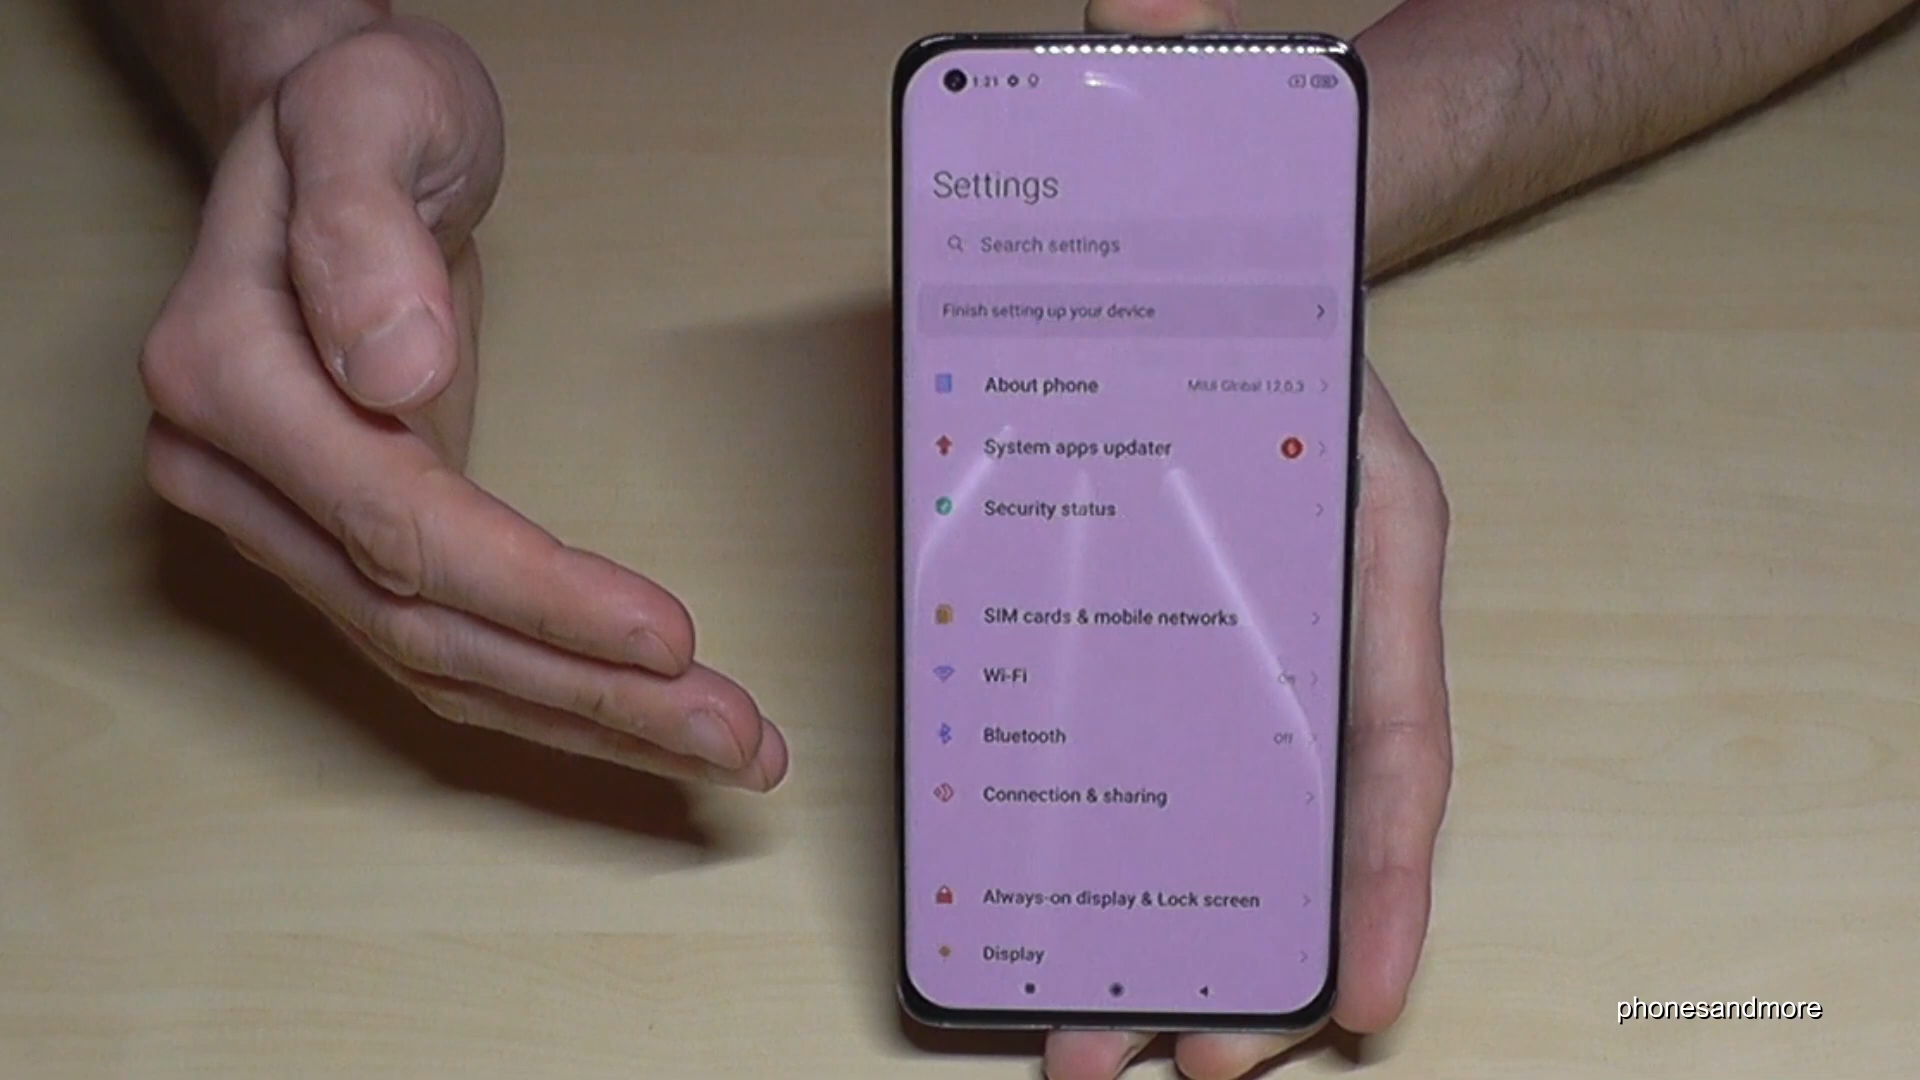 1:21
Settings
Search settings
Finish setting up your device
About phone MIUI Global 12.0.3
System apps updater 6
Security status
SIM cards & mobile networks
Wi-Fi On
Bluetooth Off
Connection & sharing
Always-on display & Lock screen
Display
phonesandmore